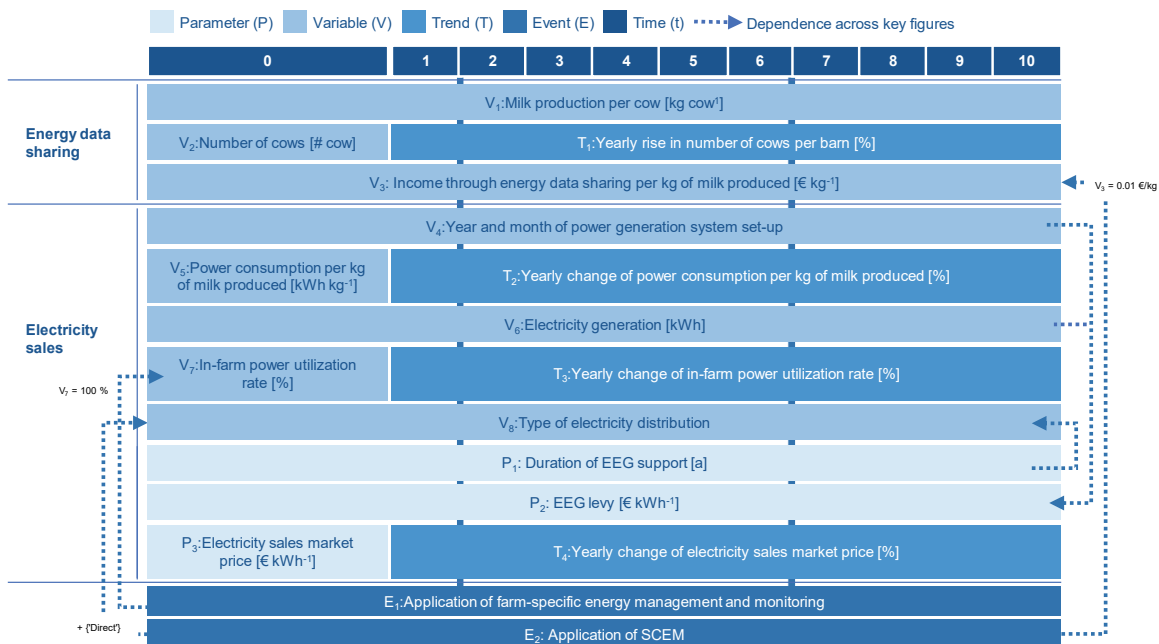 Parameter (P) Variable (V) Trend (T) Event (E) Time (t) Dependence across key figures
0 1 2 3 4 5 6 7 8 9 10
Energy data
sharing
V₁:Milk production per cow [kg cow¹]
V₂:Number of cows [# cow] T₁:Yearly rise in number of cows per barn [%]
V₃: Income through energy data sharing per kg of milk produced [€ kg⁻¹]
V₃ = 0.01 €/kg
Electricity
sales
V₄:Year and month of power generation system set-up
V₅:Power consumption per kg
of milk produced [kWh kg⁻¹]
T₂:Yearly change of power consumption per kg of milk produced [%]
V₆:Electricity generation [kWh]
V₇:In-farm power utilization
rate [%]
T₃:Yearly change of in-farm power utilization rate [%]
V₇ = 100 %
V₈:Type of electricity distribution
P₁: Duration of EEG support [a]
P₂: EEG levy [€ kWh⁻¹]
P₃:Electricity sales market
price [€ kWh⁻¹]
T₄:Yearly change of electricity sales market price [%]
E₁:Application of farm-specific energy management and monitoring
+ {'Direct'}
E₂: Application of SCEM